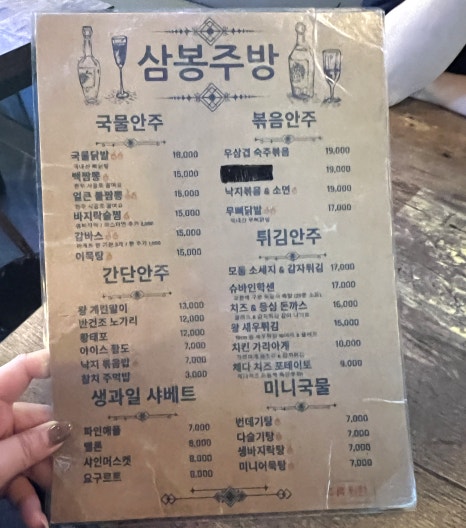 삼봉주방
국물안주
국물닭발 18,000
빽짬뽕 15,000
얼큰 돌짬뽕 15,000
바지락술찜 15,000
감바스 15,000
이묵탕 15,000
간단안주
왕 계란말이 13,000
반건조 노가리 12,000
황태포 12,000
아이스 황도 7,000
낙지 볶음밥 7,000
참치 주먹밥 3,000
생과일 샤베트
파인애플 7,000
멜론 8,000
샤인머스켓 8,000
요구르트 8,000
볶음안주
우삼겹 숙주볶음 19,000
19,000
낙지볶음 & 소면 19,000
무뼈닭발 17,000
튀김안주
모둠 소세지 & 감자튀김 17,000
슈바인학센 17,000
치즈 & 등심 돈까스 16,000
왕 새우튀김 15,000
치킨 가라아게 10,000
체다 치즈 포테이토 9,000
미니국물
번데기탕 7,000
다슬기탕 7,000
생바지락탕 7,000
미니어묵탕 7,000